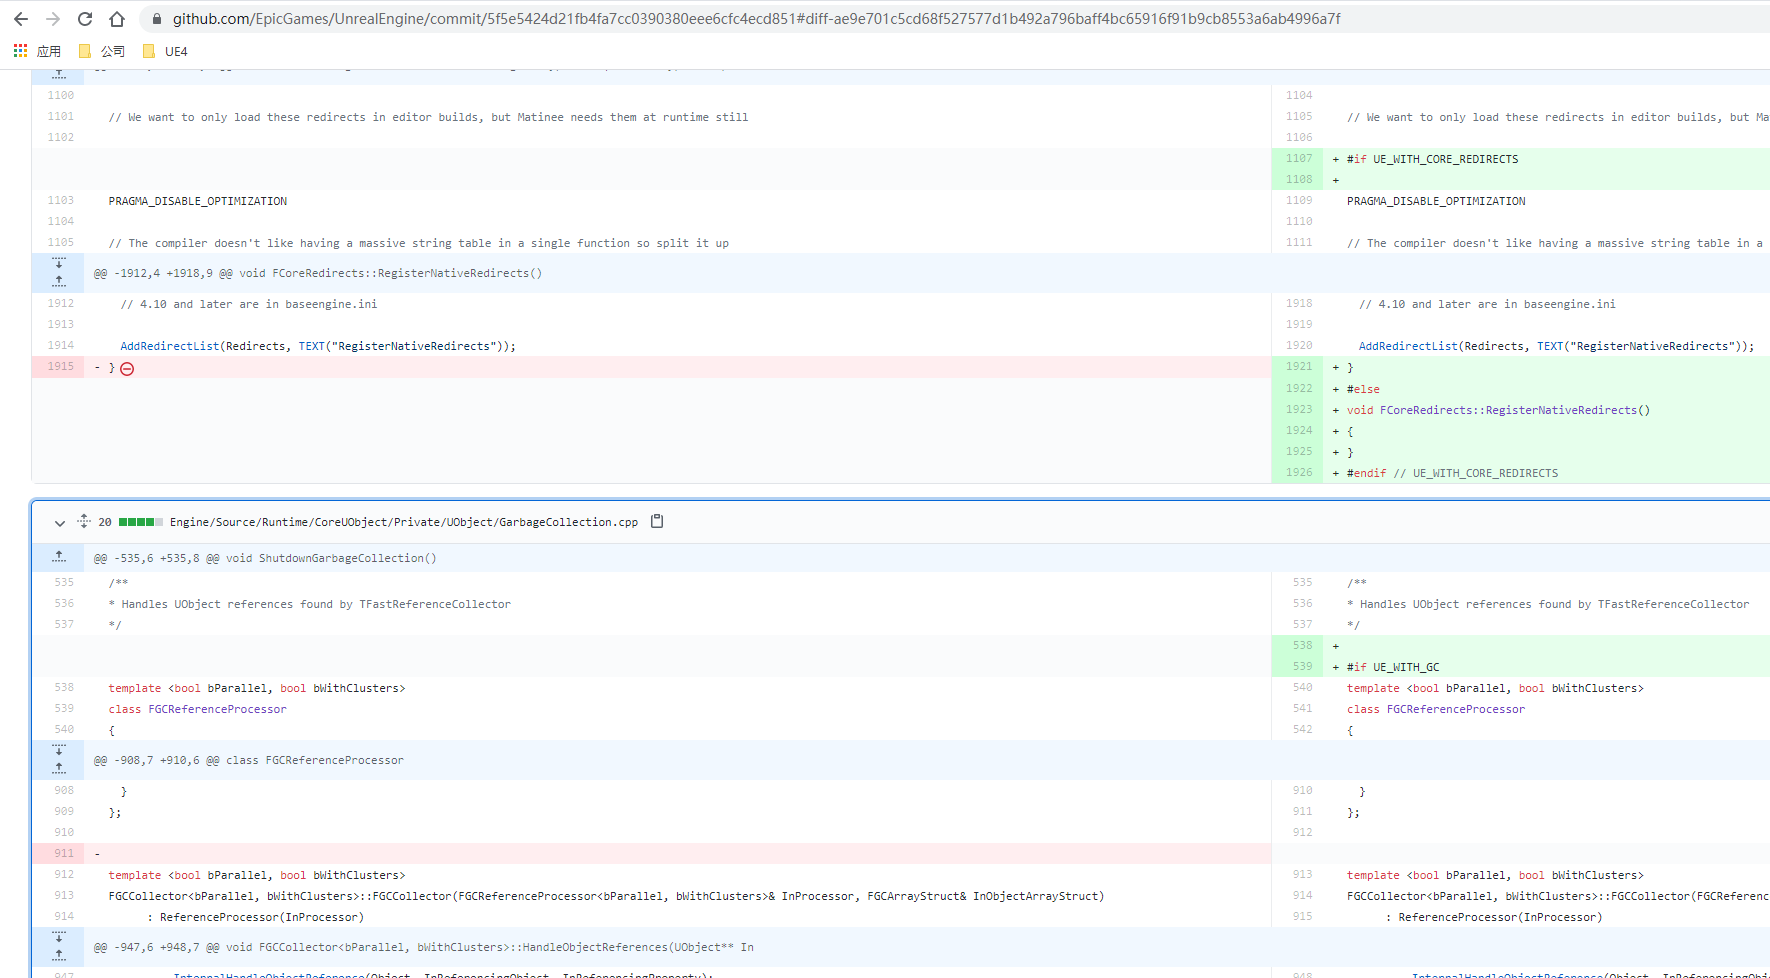 github.com/EpicGames/UnrealEngine/commit/5f5e5424d21fb4fa7cc0390380eee6cfc4ecd851#diff-ae9e701c5cd68f527577d1b492a796baff4bc65916f91b9cb8553a6ab4996a7f
应用 公司 UE4
1100 1104
1101 // We want to only load these redirects in editor builds, but Matinee needs them at runtime still 1105 // We want to only load these redirects in editor builds, but Ma
1102 1106
1107 + #if UE_WITH_CORE_REDIRECTS
1108 +
1103 PRAGMA_DISABLE_OPTIMIZATION 1109 PRAGMA_DISABLE_OPTIMIZATION
1104 1110
1105 // The compiler doesn't like having a massive string table in a single function so split it up 1111 // The compiler doesn't like having a massive string table in a
@@ -1912,4 +1918,9 @@ void FCoreRedirects::RegisterNativeRedirects()
1912 // 4.10 and later are in baseengine.ini 1918 // 4.10 and later are in baseengine.ini
1913 1919
1914 AddRedirectList(Redirects, TEXT("RegisterNativeRedirects")); 1920 AddRedirectList(Redirects, TEXT("RegisterNativeRedirects"));
1915 - } 1921 + }
1922 + #else
1923 + void FCoreRedirects::RegisterNativeRedirects()
1924 + {
1925 + }
1926 + #endif // UE_WITH_CORE_REDIRECTS
20 Engine/Source/Runtime/CoreUObject/Private/UObject/GarbageCollection.cpp
@@ -535,6 +535,8 @@ void ShutdownGarbageCollection()
535 /** 535 /**
536 * Handles UObject references found by TFastReferenceCollector 536 * Handles UObject references found by TFastReferenceCollector
537 */ 537 */
538 +
539 + #if UE_WITH_GC
538 template <bool bParallel, bool bWithClusters> 540 template <bool bParallel, bool bWithClusters>
539 class FGCReferenceProcessor 541 class FGCReferenceProcessor
540 { 542 {
@@ -908,7 +910,6 @@ class FGCReferenceProcessor
908 } 910 }
909 }; 911 };
910 912
911 -
912 template <bool bParallel, bool bWithClusters> 913 template <bool bParallel, bool bWithClusters>
913 FGCCollector<bParallel, bWithClusters>::FGCCollector(FGCReferenceProcessor<bParallel, bWithClusters>& InProcessor, FGCArrayStruct& InObjectArrayStruct) 914 FGCCollector<bParallel, bWithClusters>::FGCCollector(FGCReferenc
914 : ReferenceProcessor(InProcessor) 915 : ReferenceProcessor(InProcessor)
@@ -947,6 +948,7 @@ void FGCCollector<bParallel, bWithClusters>::HandleObjectReferences(UObject** In
947 InternalHandleObjectReference(Object, InReferencingObject, InReferencingProperty); 948 InternalHandleObjectReference(Object, InReferencingObj